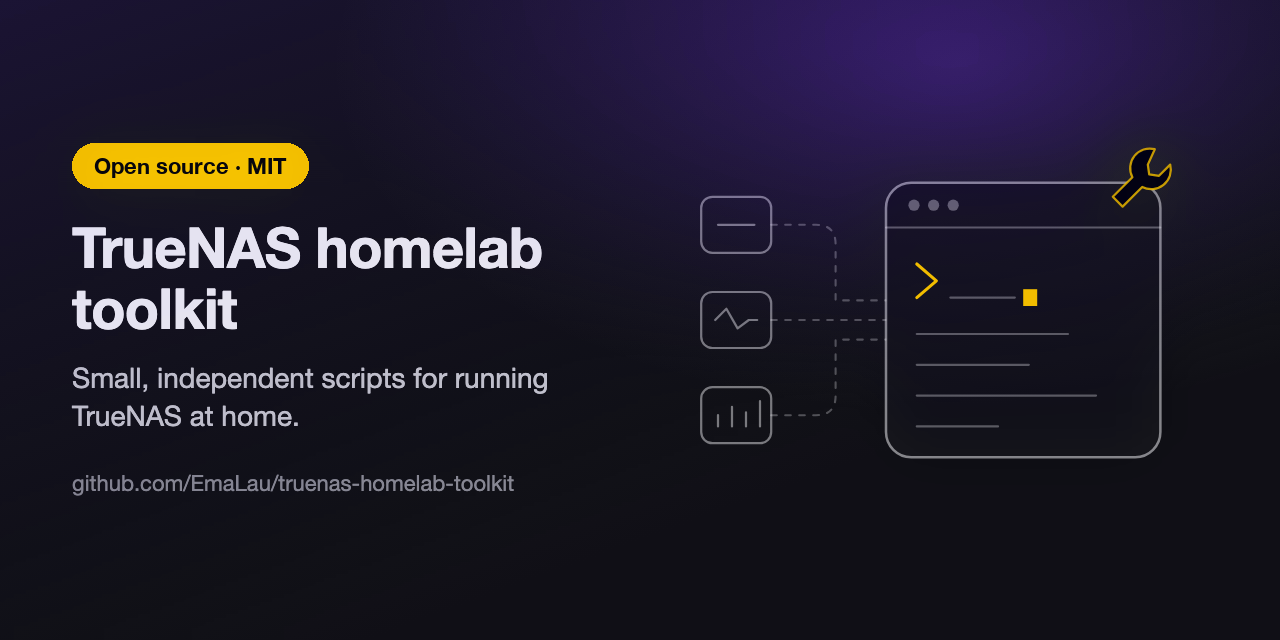 Open source · MIT
TrueNAS homelab
toolkit
Small, independent scripts for running
TrueNAS at home.
github.com/EmaLau/truenas-homelab-toolkit